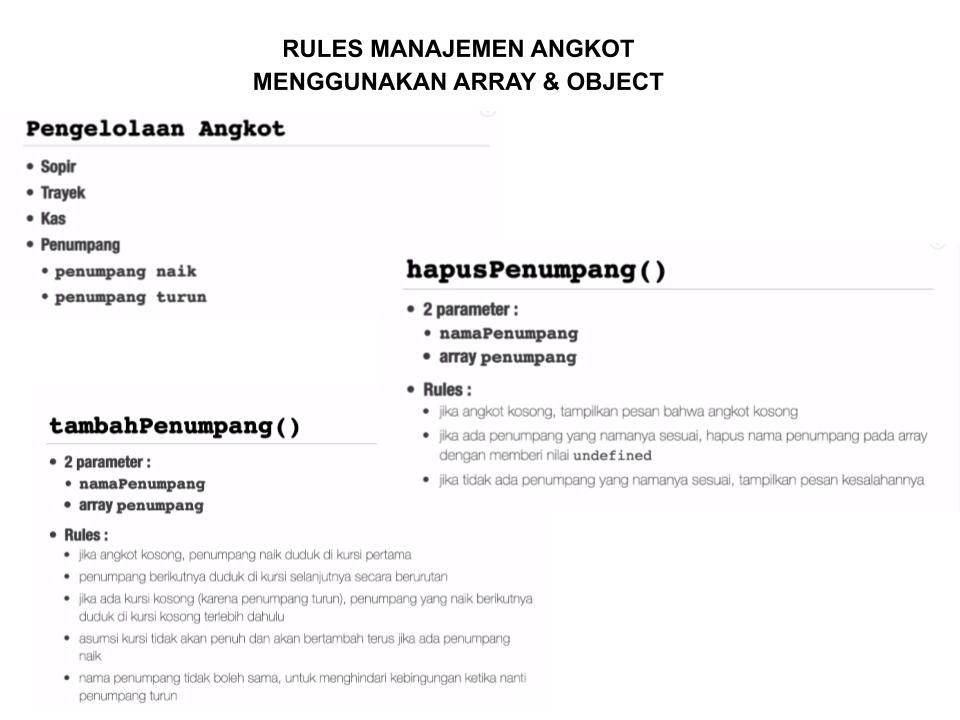 RULES MANAJEMEN ANGKOT
MENGGUNAKAN ARRAY & OBJECT
Pengelolaan Angkot
• Sopir
• Trayek
• Kas
• Penumpang
• penumpang naik
• penumpang turun
hapusPenumpang()
• 2 parameter :
• namaPenumpang
• array penumpang
• Rules :
• jika angkot kosong, tampilkan pesan bahwa angkot kosong
• jika ada penumpang yang namanya sesuai, hapus nama penumpang pada array
dengan memberi nilai undefined
• jika tidak ada penumpang yang namanya sesuai, tampilkan pesan kesalahannya
tambahPenumpang()
• 2 parameter :
• namaPenumpang
• array penumpang
• Rules :
• jika angkot kosong, penumpang naik duduk di kursi pertama
• penumpang berikutnya duduk di kursi selanjutnya secara berurutan
• jika ada kursi kosong (karena penumpang turun), penumpang yang naik berikutnya
duduk di kursi kosong terlebih dahulu
• asumsi kursi tidak akan penuh dan akan bertambah terus jika ada penumpang
naik
• nama penumpang tidak boleh sama, untuk menghindari kebingungan ketika nanti
penumpang turun